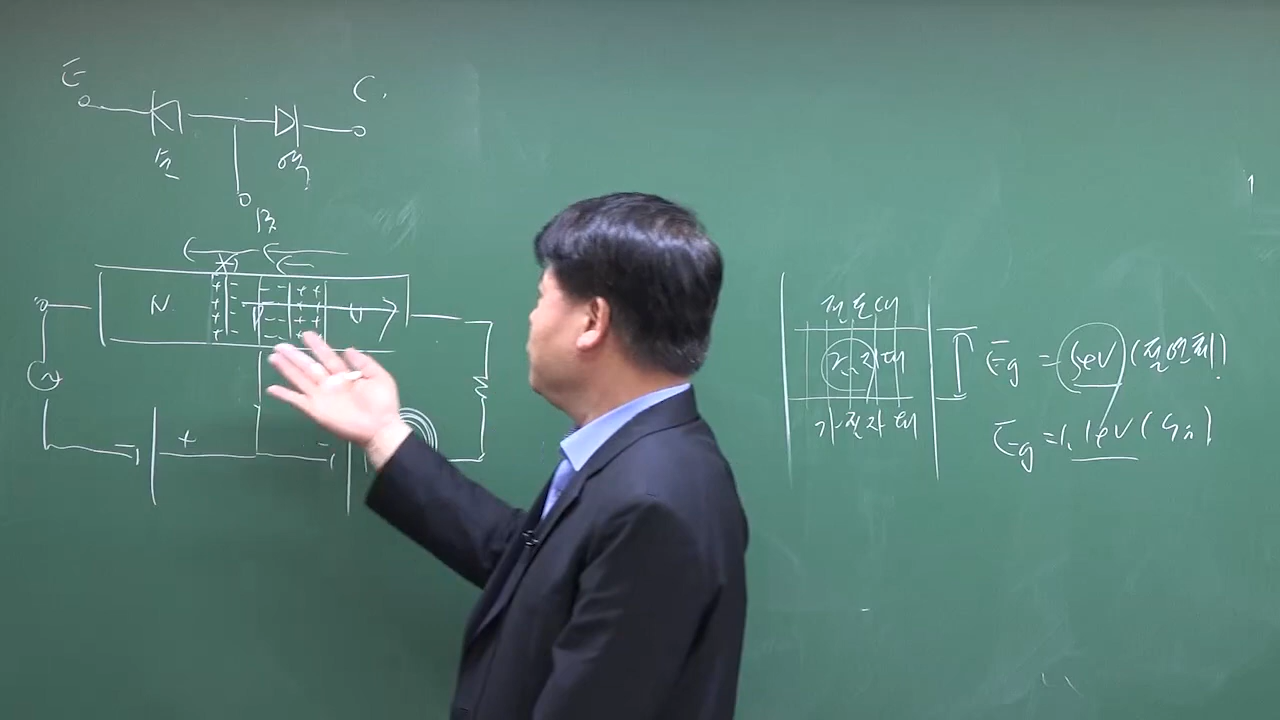 E
C.
순
역
B
N P N
+ + + + - - - - - - - - + + + +
- + -
전도대
금지대
가전자대
Eg = 5eV (절연체)
Eg = 1.1eV (Si)
1